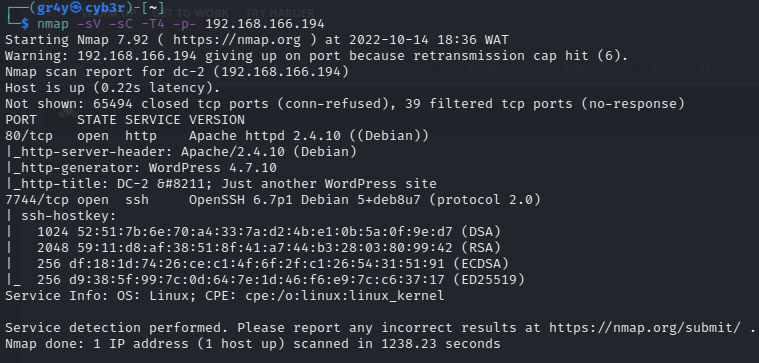 ┌──(gr4y㉿cyb3r)-[~]
└─$ nmap -sV -sC -T4 -p- 192.168.166.194
Starting Nmap 7.92 ( https://nmap.org ) at 2022-10-14 18:36 WAT
Warning: 192.168.166.194 giving up on port because retransmission cap hit (6).
Nmap scan report for dc-2 (192.168.166.194)
Host is up (0.22s latency).
Not shown: 65494 closed tcp ports (conn-refused), 39 filtered tcp ports (no-response)
PORT     STATE SERVICE VERSION
80/tcp   open  http    Apache httpd 2.4.10 ((Debian))
|_http-server-header: Apache/2.4.10 (Debian)
|_http-generator: WordPress 4.7.10
|_http-title: DC-2 &#8211; Just another WordPress site
7744/tcp open  ssh     OpenSSH 6.7p1 Debian 5+deb8u7 (protocol 2.0)
| ssh-hostkey:
|   1024 52:51:7b:6e:70:a4:33:7a:d2:4b:e1:0b:5a:0f:9e:d7 (DSA)
|   2048 59:11:d8:af:38:51:8f:41:a7:44:b3:28:03:80:99:42 (RSA)
|   256 df:18:1d:74:26:ce:c1:4f:6f:2f:c1:26:54:31:51:91 (ECDSA)
|_  256 d9:38:5f:99:7c:0d:64:7e:1d:46:f6:e9:7c:c6:37:17 (ED25519)
Service Info: OS: Linux; CPE: cpe:/o:linux:linux_kernel

Service detection performed. Please report any incorrect results at https://nmap.org/submit/ .
Nmap done: 1 IP address (1 host up) scanned in 1238.23 seconds